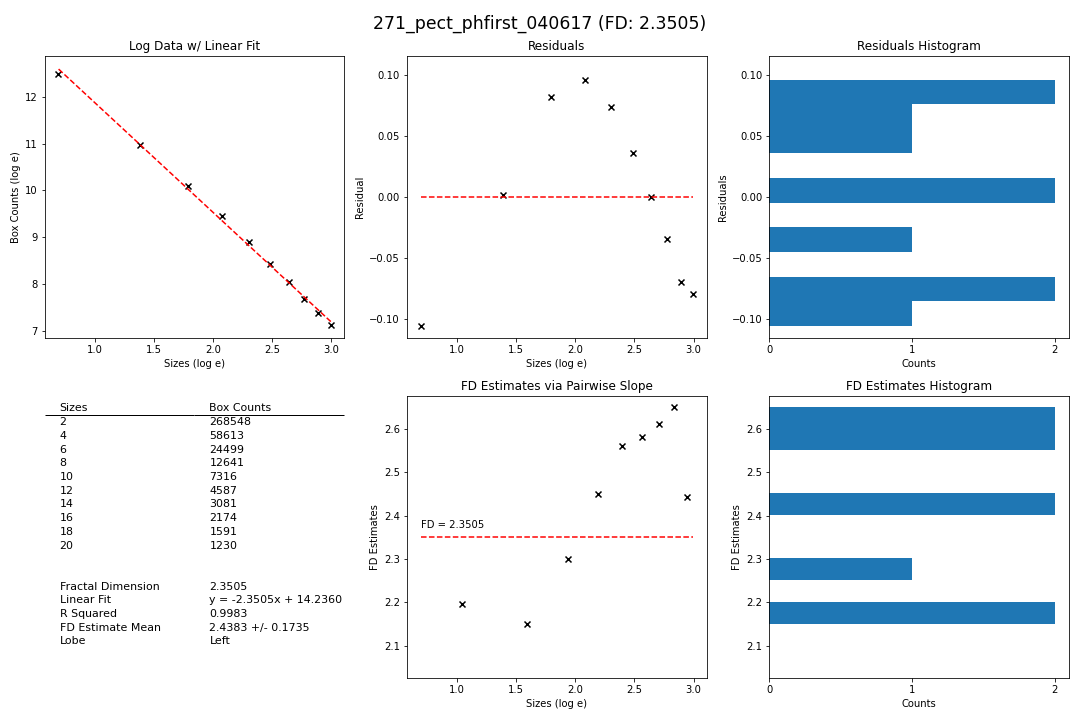 271_pect_phfirst_040617 (FD: 2.3505)
Log Data w/ Linear Fit
Box Counts (log e)
12
11
10
9
8
7
1.0 1.5 2.0 2.5 3.0
Sizes (log e)
Residuals
Residual
0.10
0.05
0.00
−0.05
−0.10
1.0 1.5 2.0 2.5 3.0
Sizes (log e)
Residuals Histogram
Residuals
0.10
0.05
0.00
−0.05
−0.10
0 1 2
Counts
Sizes Box Counts
2 268548
4 58613
6 24499
8 12641
10 7316
12 4587
14 3081
16 2174
18 1591
20 1230
Fractal Dimension 2.3505
Linear Fit y = -2.3505x + 14.2360
R Squared 0.9983
FD Estimate Mean 2.4383 +/- 0.1735
Lobe Left
FD Estimates via Pairwise Slope
FD Estimates
2.6
2.5
2.4
2.3
2.2
2.1
FD = 2.3505
1.0 1.5 2.0 2.5 3.0
Sizes (log e)
FD Estimates Histogram
FD Estimates
2.6
2.5
2.4
2.3
2.2
2.1
0 1 2
Counts